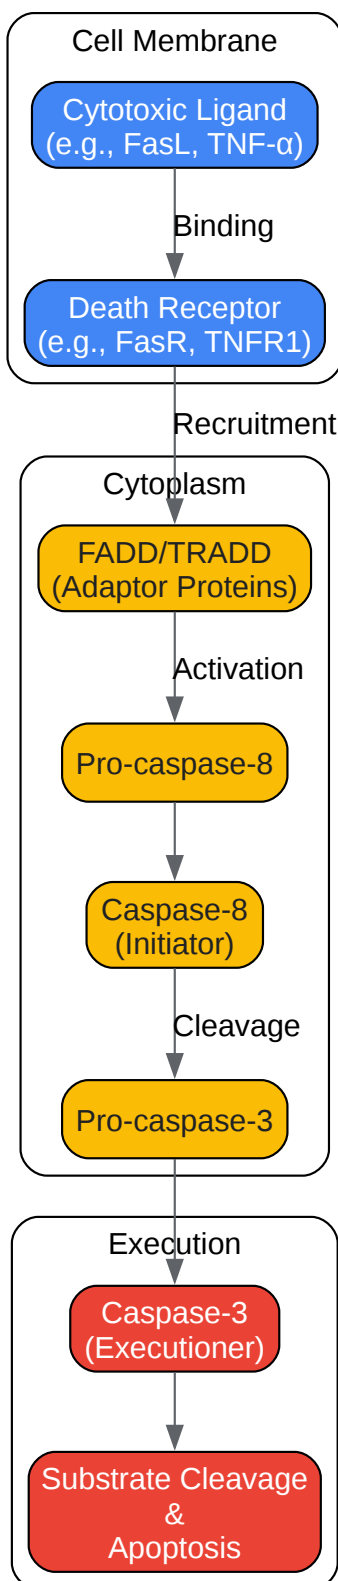 Cell Membrane
Cytotoxic Ligand
(e.g., FasL, TNF-α)
Binding
Death Receptor
(e.g., FasR, TNFR1)
Recruitment
Cytoplasm
FADD/TRADD
(Adaptor Proteins)
Activation
Pro-caspase-8
Caspase-8
(Initiator)
Cleavage
Pro-caspase-3
Execution
Caspase-3
(Executioner)
Substrate Cleavage
&
Apoptosis